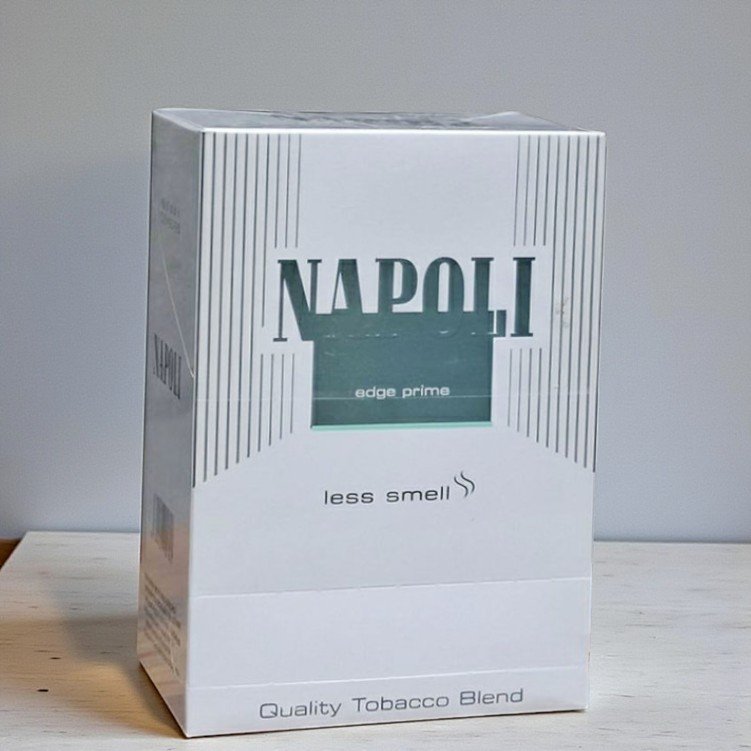 NAPOLI
edge prime
less smell
Quality Tobacco Blend
NAPOLI